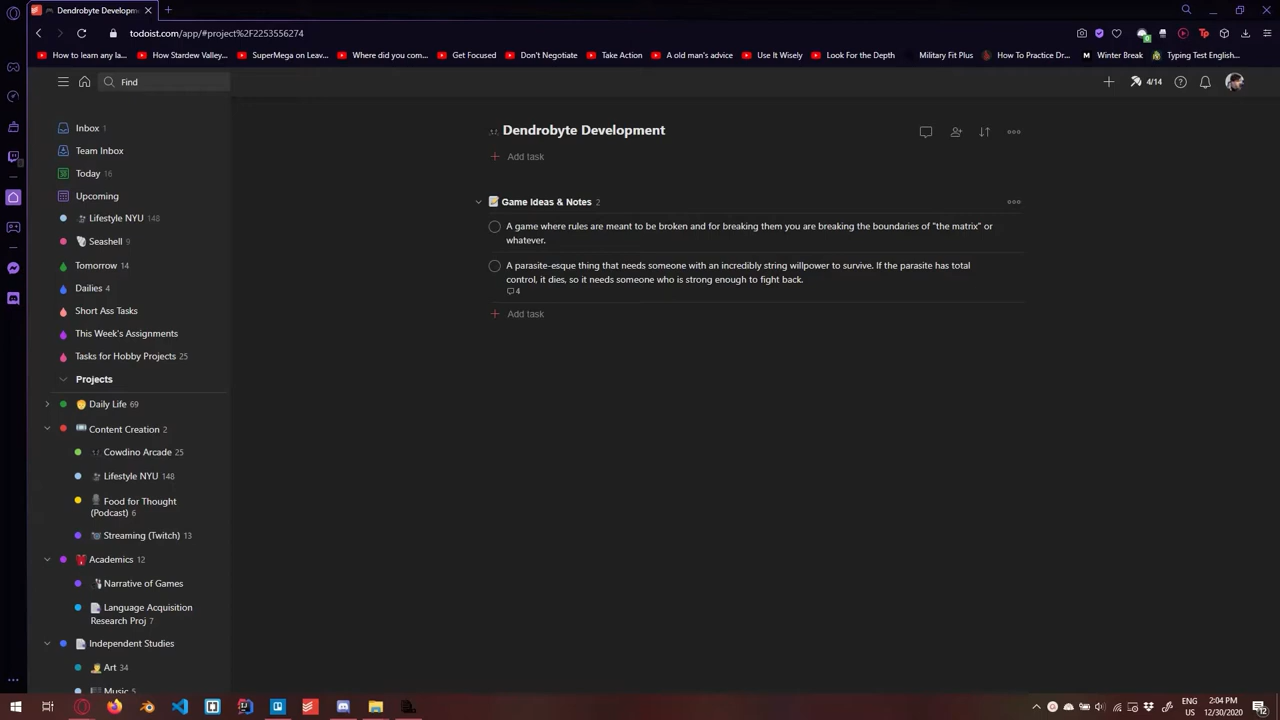 Dendrobyte Developm
todoist.com/app/#project%2F2253556274
How to learn any la...
How Stardew Valley...
SuperMega on Leav...
Where did you com...
Get Focused
Don't Negotiate
Take Action
A old man's advice
Use It Wisely
Look For the Depth
Military Fit Plus
How To Practice Dr...
M Winter Break
Typing Test English...
Find
4/14
Inbox 1
Team Inbox
Today 16
Upcoming
Lifestyle NYU 148
Seashell 9
Tomorrow 14
Dailies 4
Short Ass Tasks
This Week's Assignments
Tasks for Hobby Projects 25
Projects
Daily Life 69
Content Creation 2
Cowdino Arcade 25
Lifestyle NYU 148
Food for Thought
(Podcast) 6
Streaming (Twitch) 13
Academics 12
Narrative of Games
Language Acquisition
Research Proj 7
Independent Studies
Art 34
Music 5
Dendrobyte Development
Add task
Game Ideas & Notes 2
A game where rules are meant to be broken and for breaking them you are breaking the boundaries of "the matrix" or
whatever.
A parasite-esque thing that needs someone with an incredibly string willpower to survive. If the parasite has total
control, it dies, so it needs someone who is strong enough to fight back.
4
Add task
ENG
US
2:04 PM
12/30/2020
12